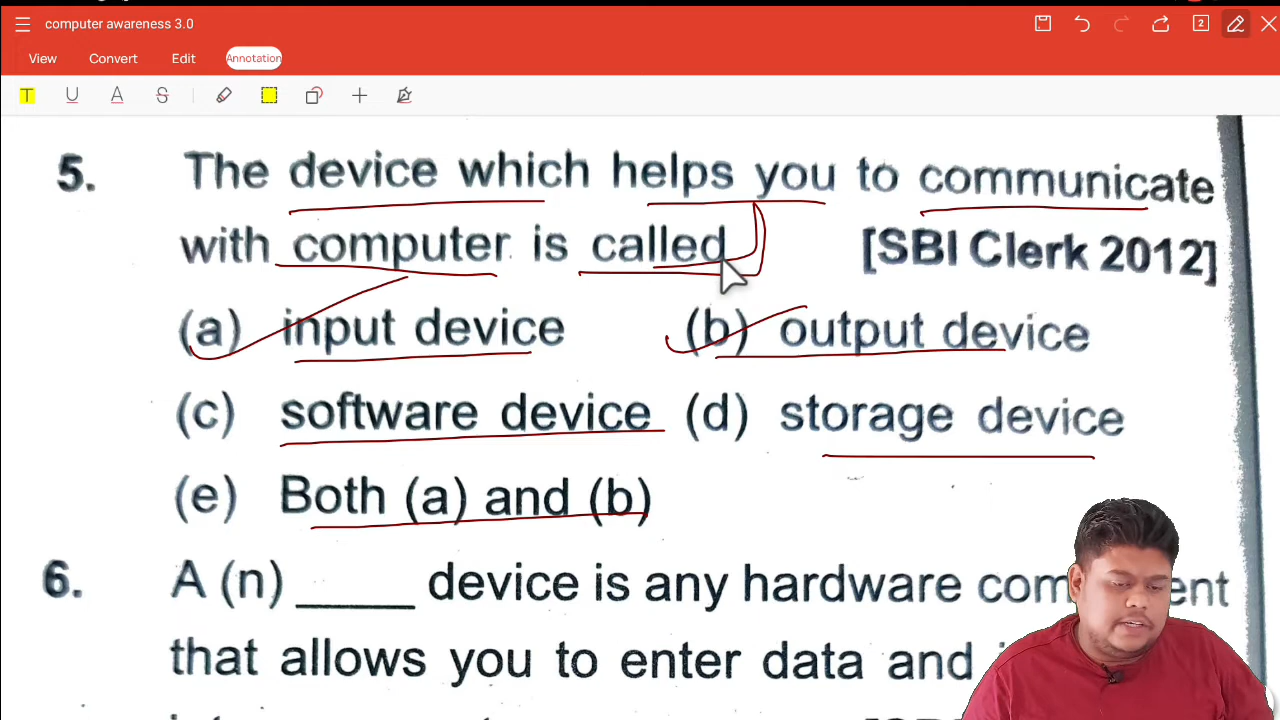 computer awareness 3.0
2
View Convert Edit Annotation
T U A S
5. The device which helps you to communicate
with computer is called [SBI Clerk 2012]
(a) input device (b) output device
(c) software device (d) storage device
(e) Both (a) and (b)
6. A (n) _____ device is any hardware com ent
that allows you to enter data and